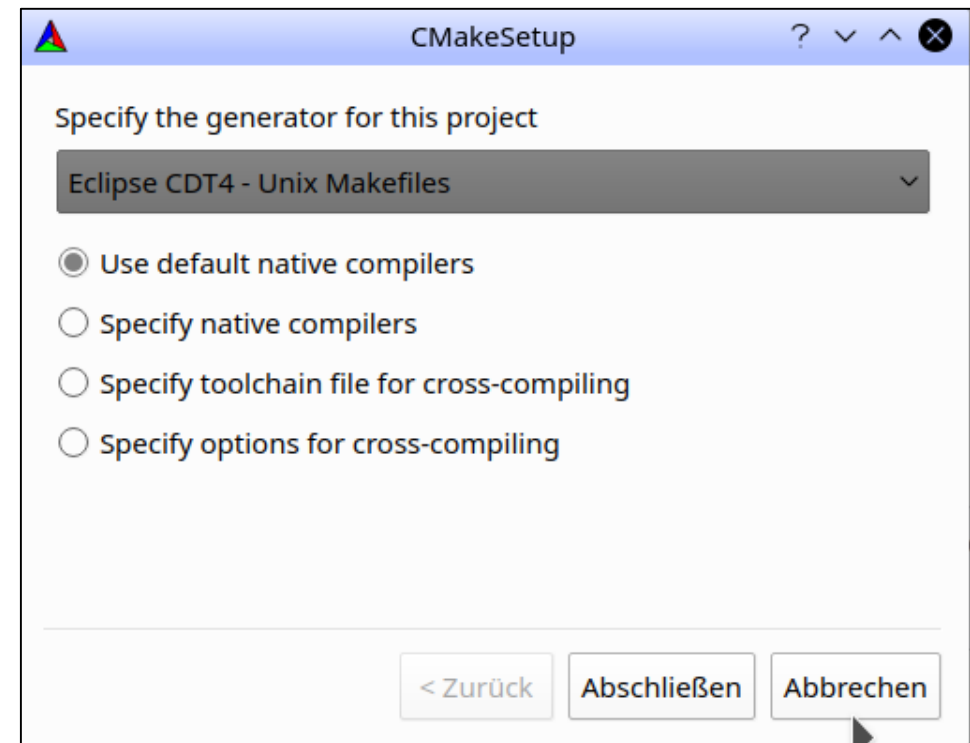 CMakeSetup
Specify the generator for this project
Eclipse CDT4 - Unix Makefiles
Use default native compilers
Specify native compilers
Specify toolchain file for cross-compiling
Specify options for cross-compiling
< Zurück Abschließen Abbrechen